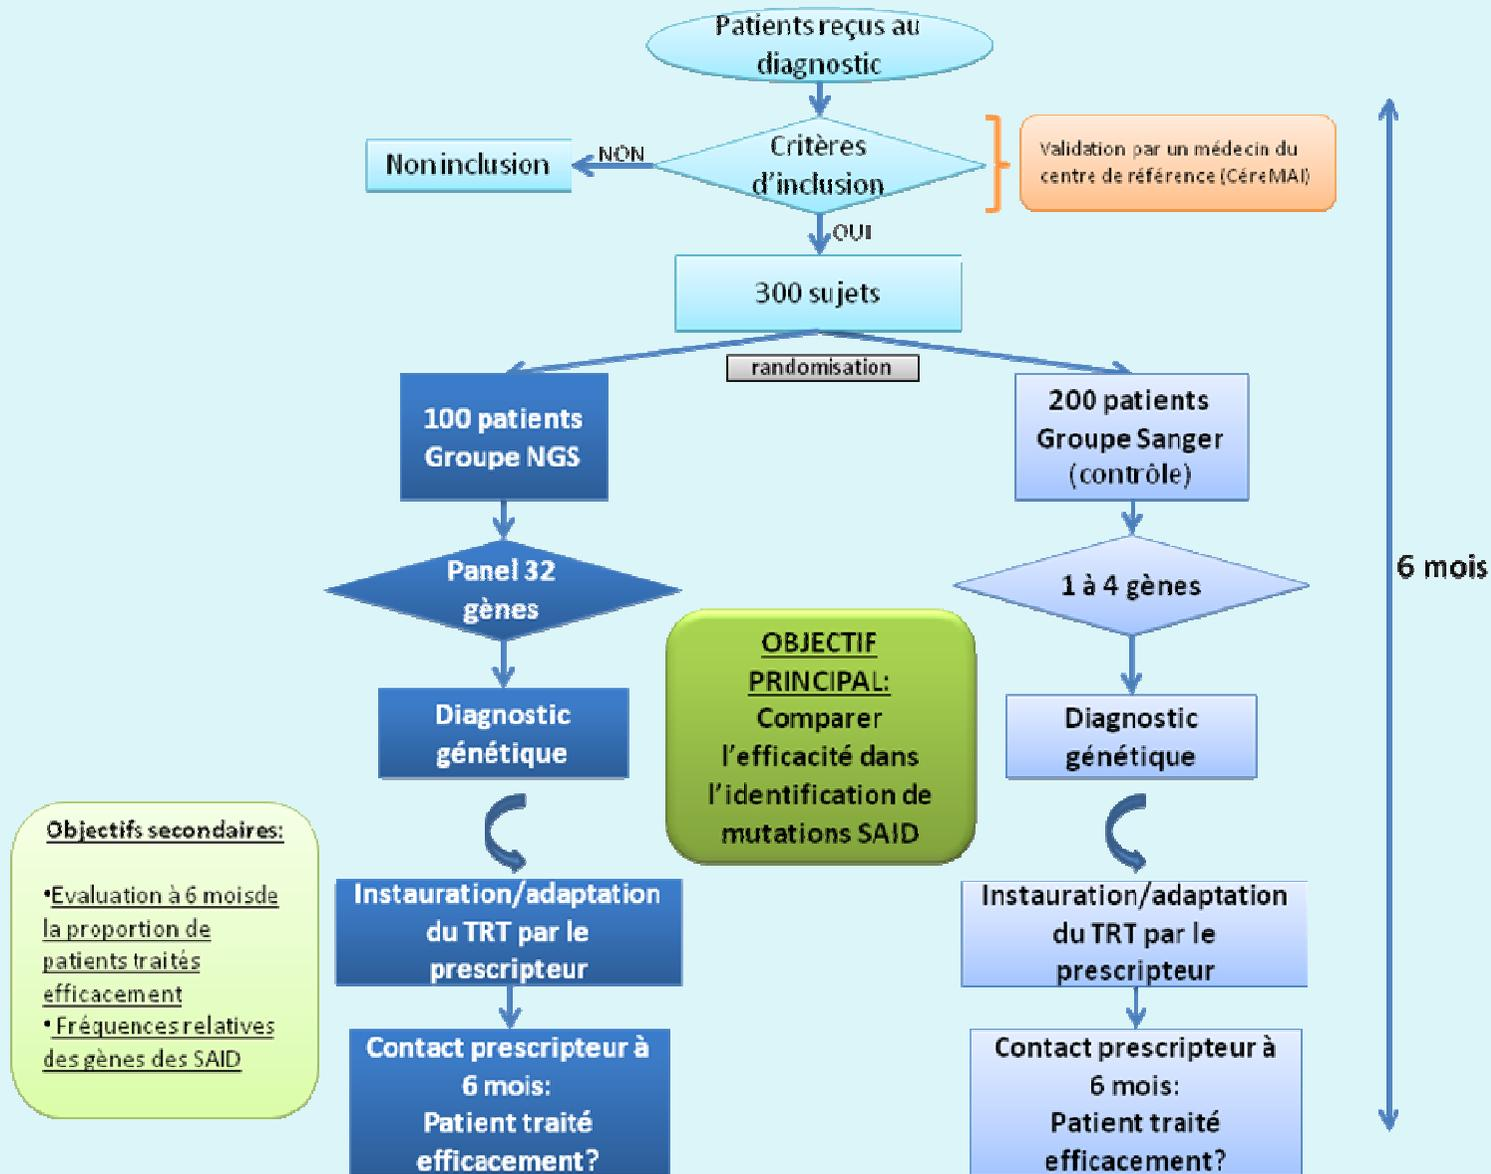 Patients reçus au
diagnostic
Critères
d'inclusion
NON
Non inclusion
Validation par un médecin du
centre de référence (CéreMAI)
OUI
300 sujets
randomisation
100 patients
Groupe NGS
200 patients
Groupe Sanger
(contrôle)
6 mois
Panel 32
gènes
1 à 4 gènes
OBJECTIF
PRINCIPAL:
Comparer
l'efficacité dans
l'identification de
mutations SAID
Diagnostic
génétique
Diagnostic
génétique
Objectifs secondaires:
•Evaluation à 6 moisde
la proportion de
patients traités
efficacement
• Fréquences relatives
des gènes des SAID
Instauration/adaptation
du TRT par le
prescripteur
Instauration/adaptation
du TRT par le
prescripteur
Contact prescripteur à
6 mois:
Patient traité
efficacement?
Contact prescripteur à
6 mois:
Patient traité
efficacement?